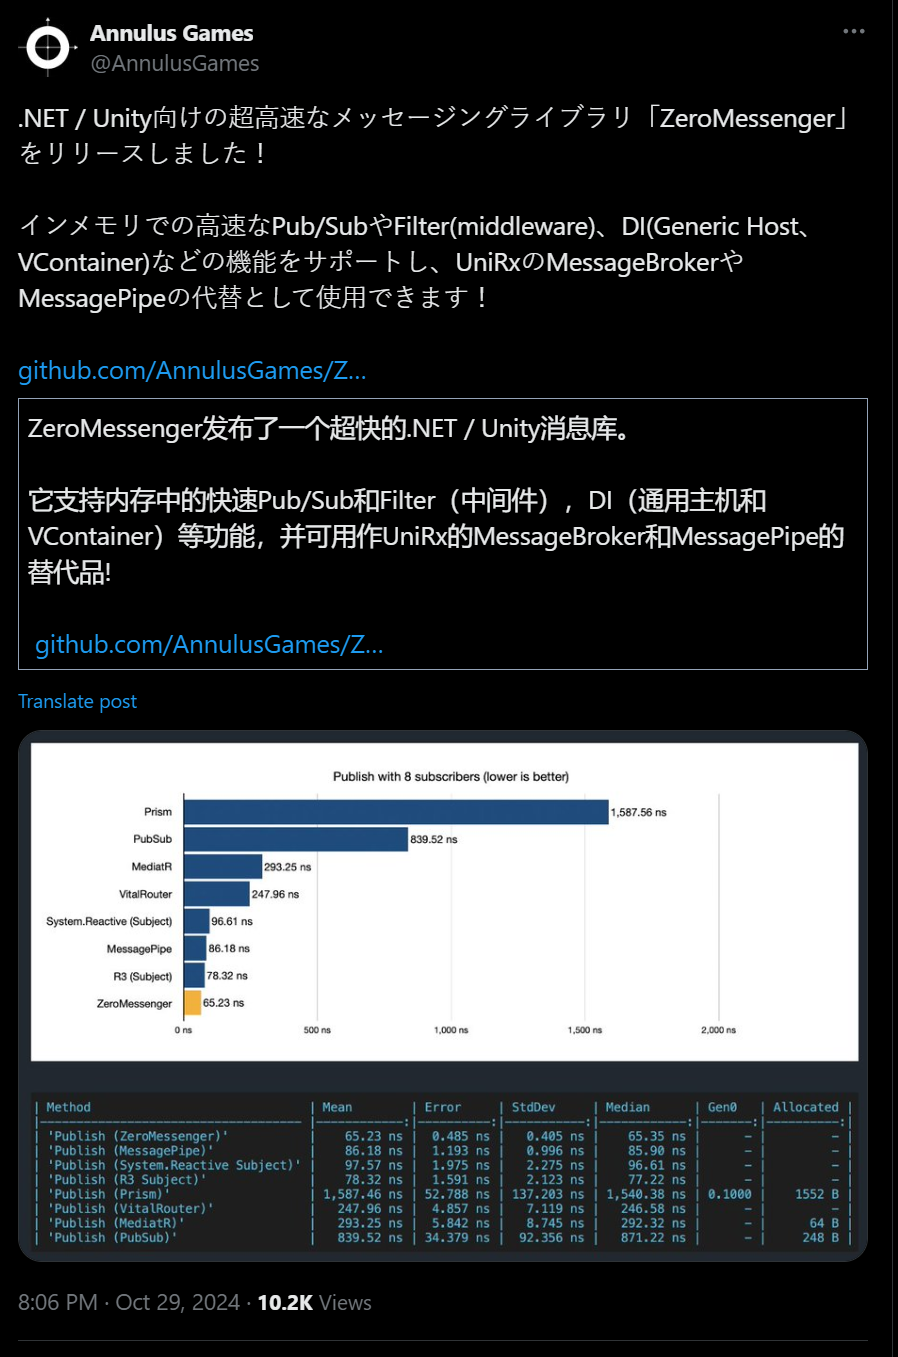 Annulus Games
@AnnulusGames
.NET / Unity向けの超高速なメッセージングライブラリ「ZeroMessenger」
をリリースしました！
インメモリでの高速なPub/SubやFilter(middleware)、DI(Generic Host、
VContainer)などの機能をサポートし、UniRxのMessageBrokerや
MessagePipeの代替として使用できます！
github.com/AnnulusGames/Z…
ZeroMessenger发布了一个超快的.NET / Unity消息库。
它支持内存中的快速Pub/Sub和Filter（中间件），DI（通用主机和
VContainer）等功能，并可用作UniRx的MessageBroker和MessagePipe的
替代品!
github.com/AnnulusGames/Z…
Translate post
Publish with 8 subscribers (lower is better)
Prism 1,587.56 ns
PubSub 839.52 ns
MediatR 293.25 ns
VitalRouter 247.96 ns
System.Reactive (Subject) 96.61 ns
MessagePipe 86.18 ns
R3 (Subject) 78.32 ns
ZeroMessenger 65.23 ns
0 ns 500 ns 1,000 ns 1,500 ns 2,000 ns
| Method | Mean | Error | StdDev | Median | Gen0 | Allocated |
|-----------------------------------|------------:|----------:|-----------:|------------:|-------:|----------:|
| 'Publish (ZeroMessenger)' | 65.23 ns | 0.485 ns | 0.405 ns | 65.35 ns | - | - |
| 'Publish (MessagePipe)' | 86.18 ns | 1.193 ns | 0.996 ns | 85.90 ns | - | - |
| 'Publish (System.Reactive Subject)' | 97.57 ns | 1.975 ns | 2.275 ns | 96.61 ns | - | - |
| 'Publish (R3 Subject)' | 78.32 ns | 1.591 ns | 2.123 ns | 77.22 ns | - | - |
| 'Publish (Prism)' | 1,587.46 ns | 52.788 ns | 137.203 ns | 1,540.38 ns | 0.1000 | 1552 B |
| 'Publish (VitalRouter)' | 247.96 ns | 4.857 ns | 7.119 ns | 246.58 ns | - | - |
| 'Publish (MediatR)' | 293.25 ns | 5.842 ns | 8.745 ns | 292.32 ns | - | 64 B |
| 'Publish (PubSub)' | 839.52 ns | 34.379 ns | 92.356 ns | 871.22 ns | - | 248 B |
8:06 PM · Oct 29, 2024 · 10.2K Views